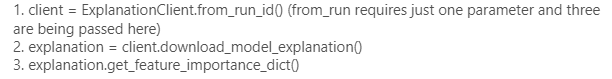 1. client = ExplanationClient.from_run_id() (from_run requires just one parameter and three
are being passed here)
2. explanation = client.download_model_explanation()
3. explanation.get_feature_importance_dict()